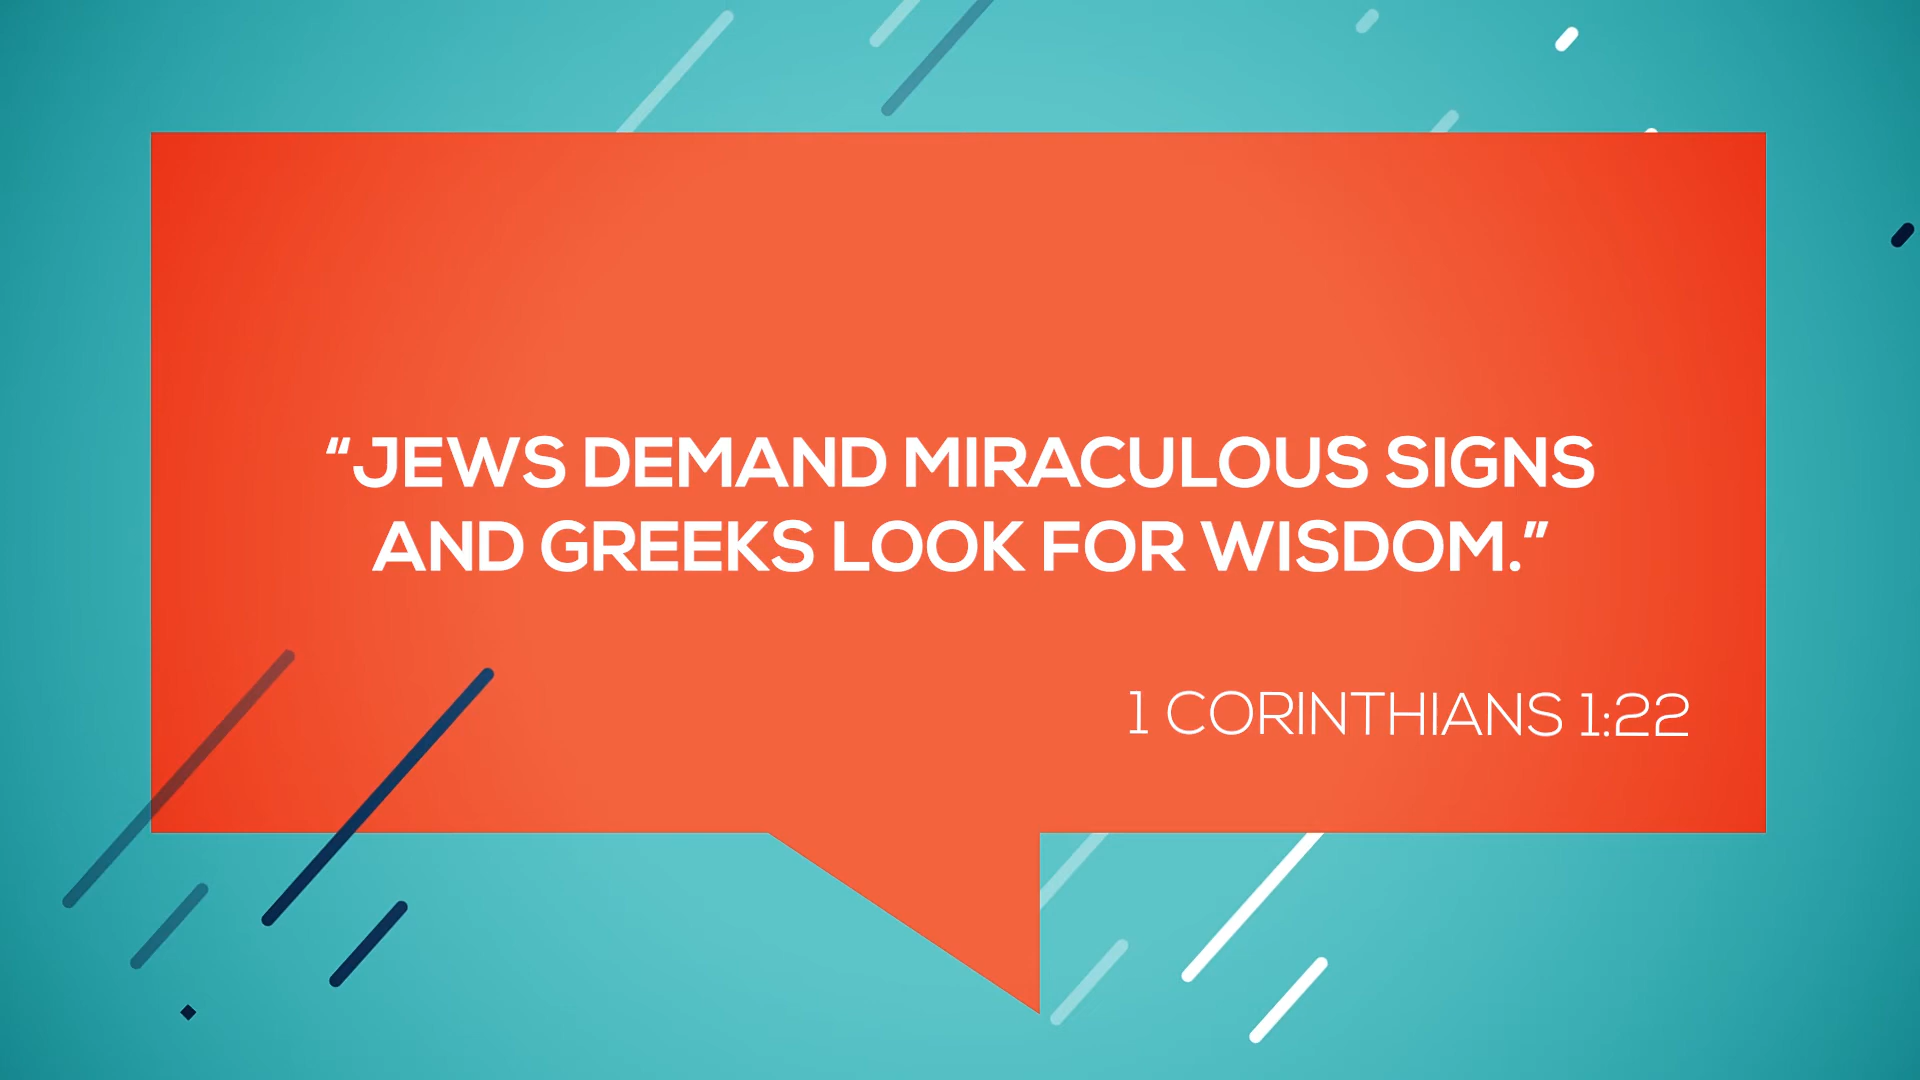 “JEWS DEMAND MIRACULOUS SIGNS
AND GREEKS LOOK FOR WISDOM.”
1 CORINTHIANS 1:22